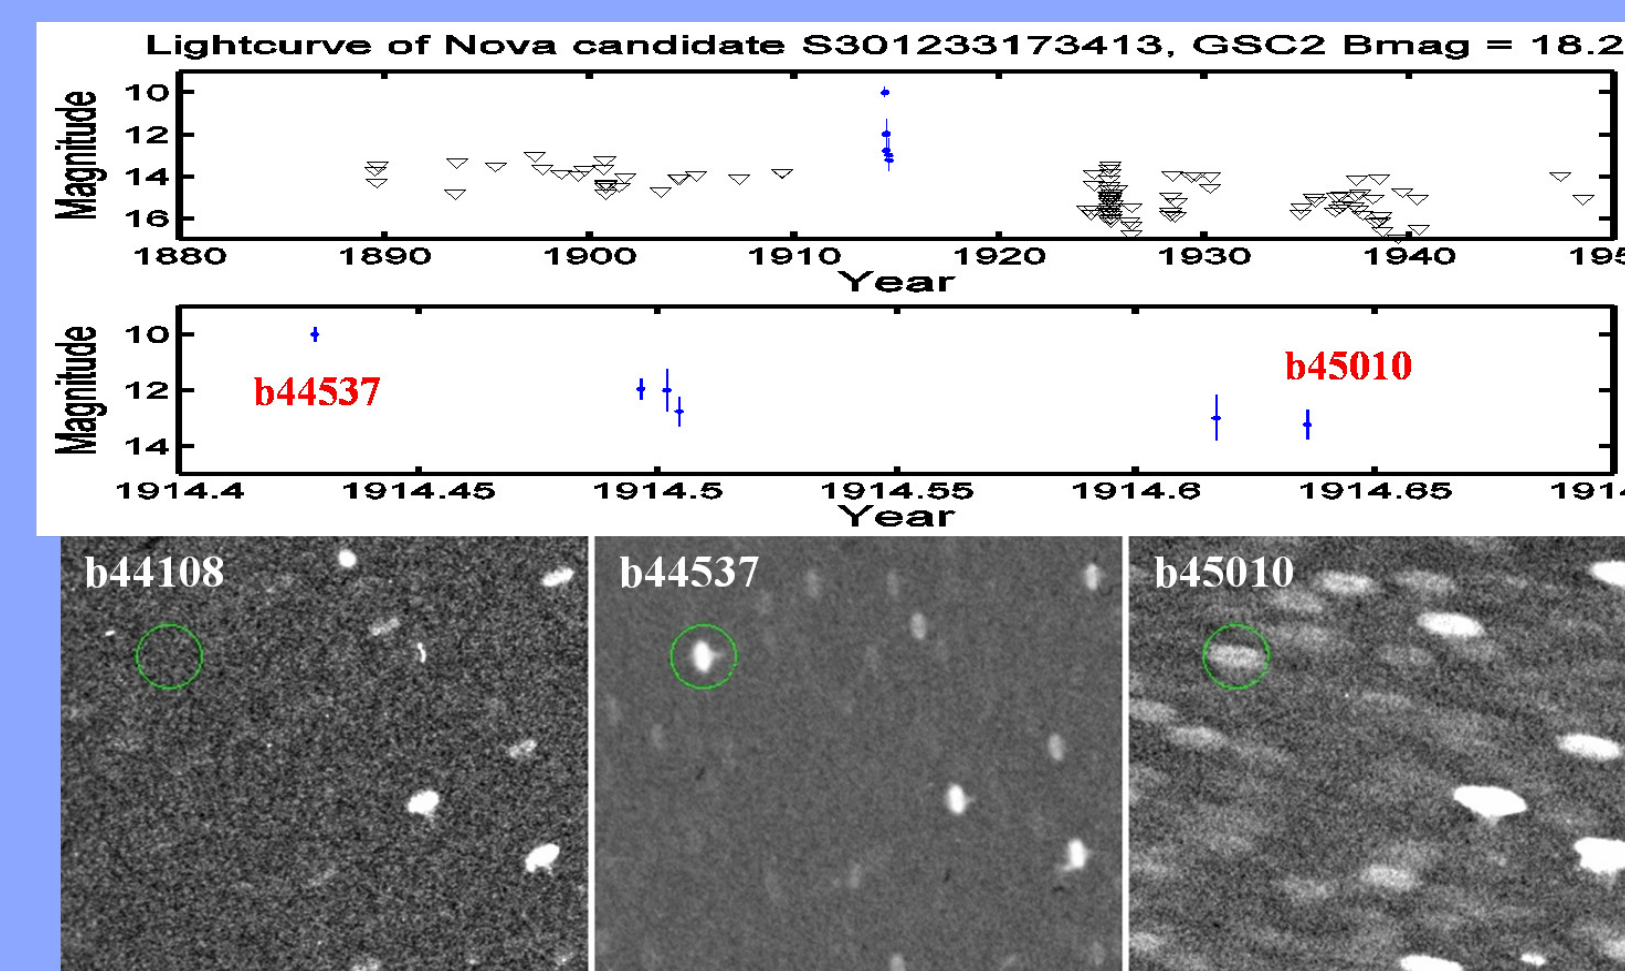 Lightcurve of Nova candidate S301233173413, GSC2 Bmag = 18.2
Magnitude
10
12
14
16
1880 1890 1900 1910 1920 1930 1940 195
Year
Magnitude
10
12
14
b44537
b45010
1914.4 1914.45 1914.5 1914.55 1914.6 1914.65 1914
Year
b44108 b44537 b45010